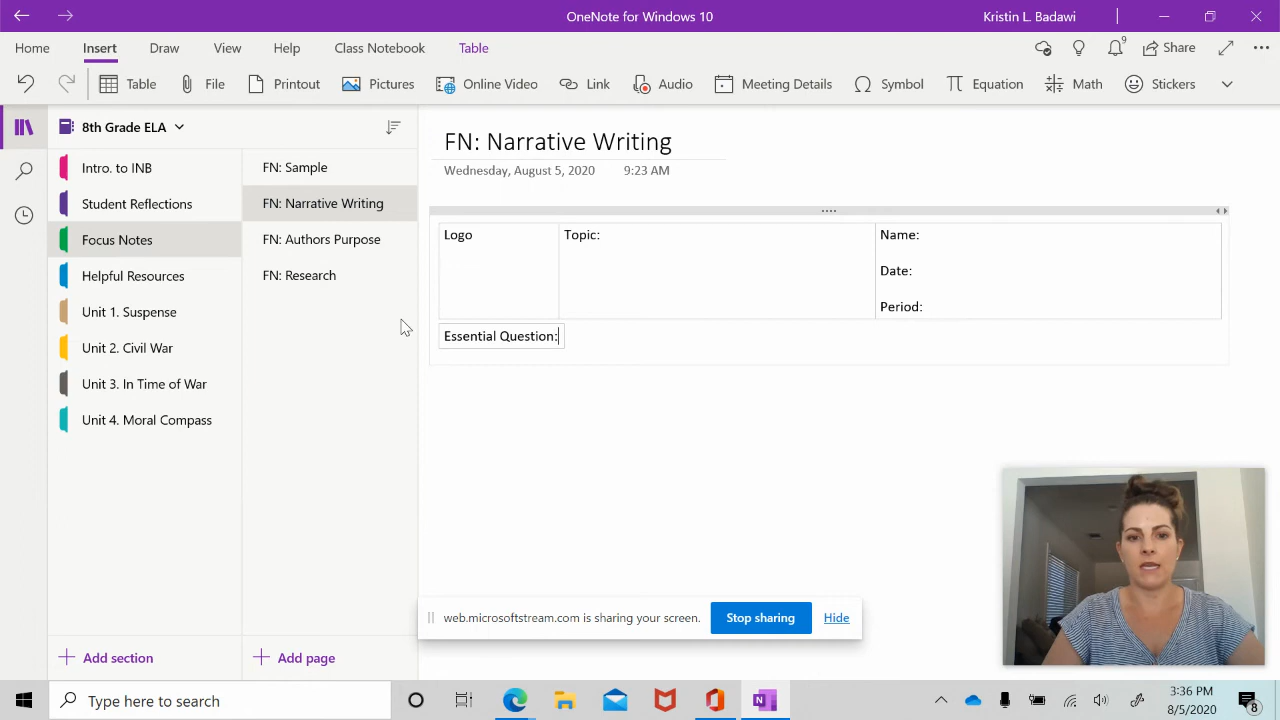 OneNote for Windows 10
Kristin L. Badawi
Home Insert Draw View Help Class Notebook Table
9
Share
Table File Printout Pictures Online Video Link Audio Meeting Details Symbol Equation Math Stickers
8th Grade ELA
Intro. to INB
Student Reflections
Focus Notes
Helpful Resources
Unit 1. Suspense
Unit 2. Civil War
Unit 3. In Time of War
Unit 4. Moral Compass
Add section
FN: Sample
FN: Narrative Writing
FN: Authors Purpose
FN: Research
Add page
FN: Narrative Writing
Wednesday, August 5, 2020 9:23 AM
Logo
Topic:
Name:
Date:
Period:
Essential Question:
web.microsoftstream.com is sharing your screen.
Stop sharing
Hide
Type here to search
3:36 PM
8/5/2020
8